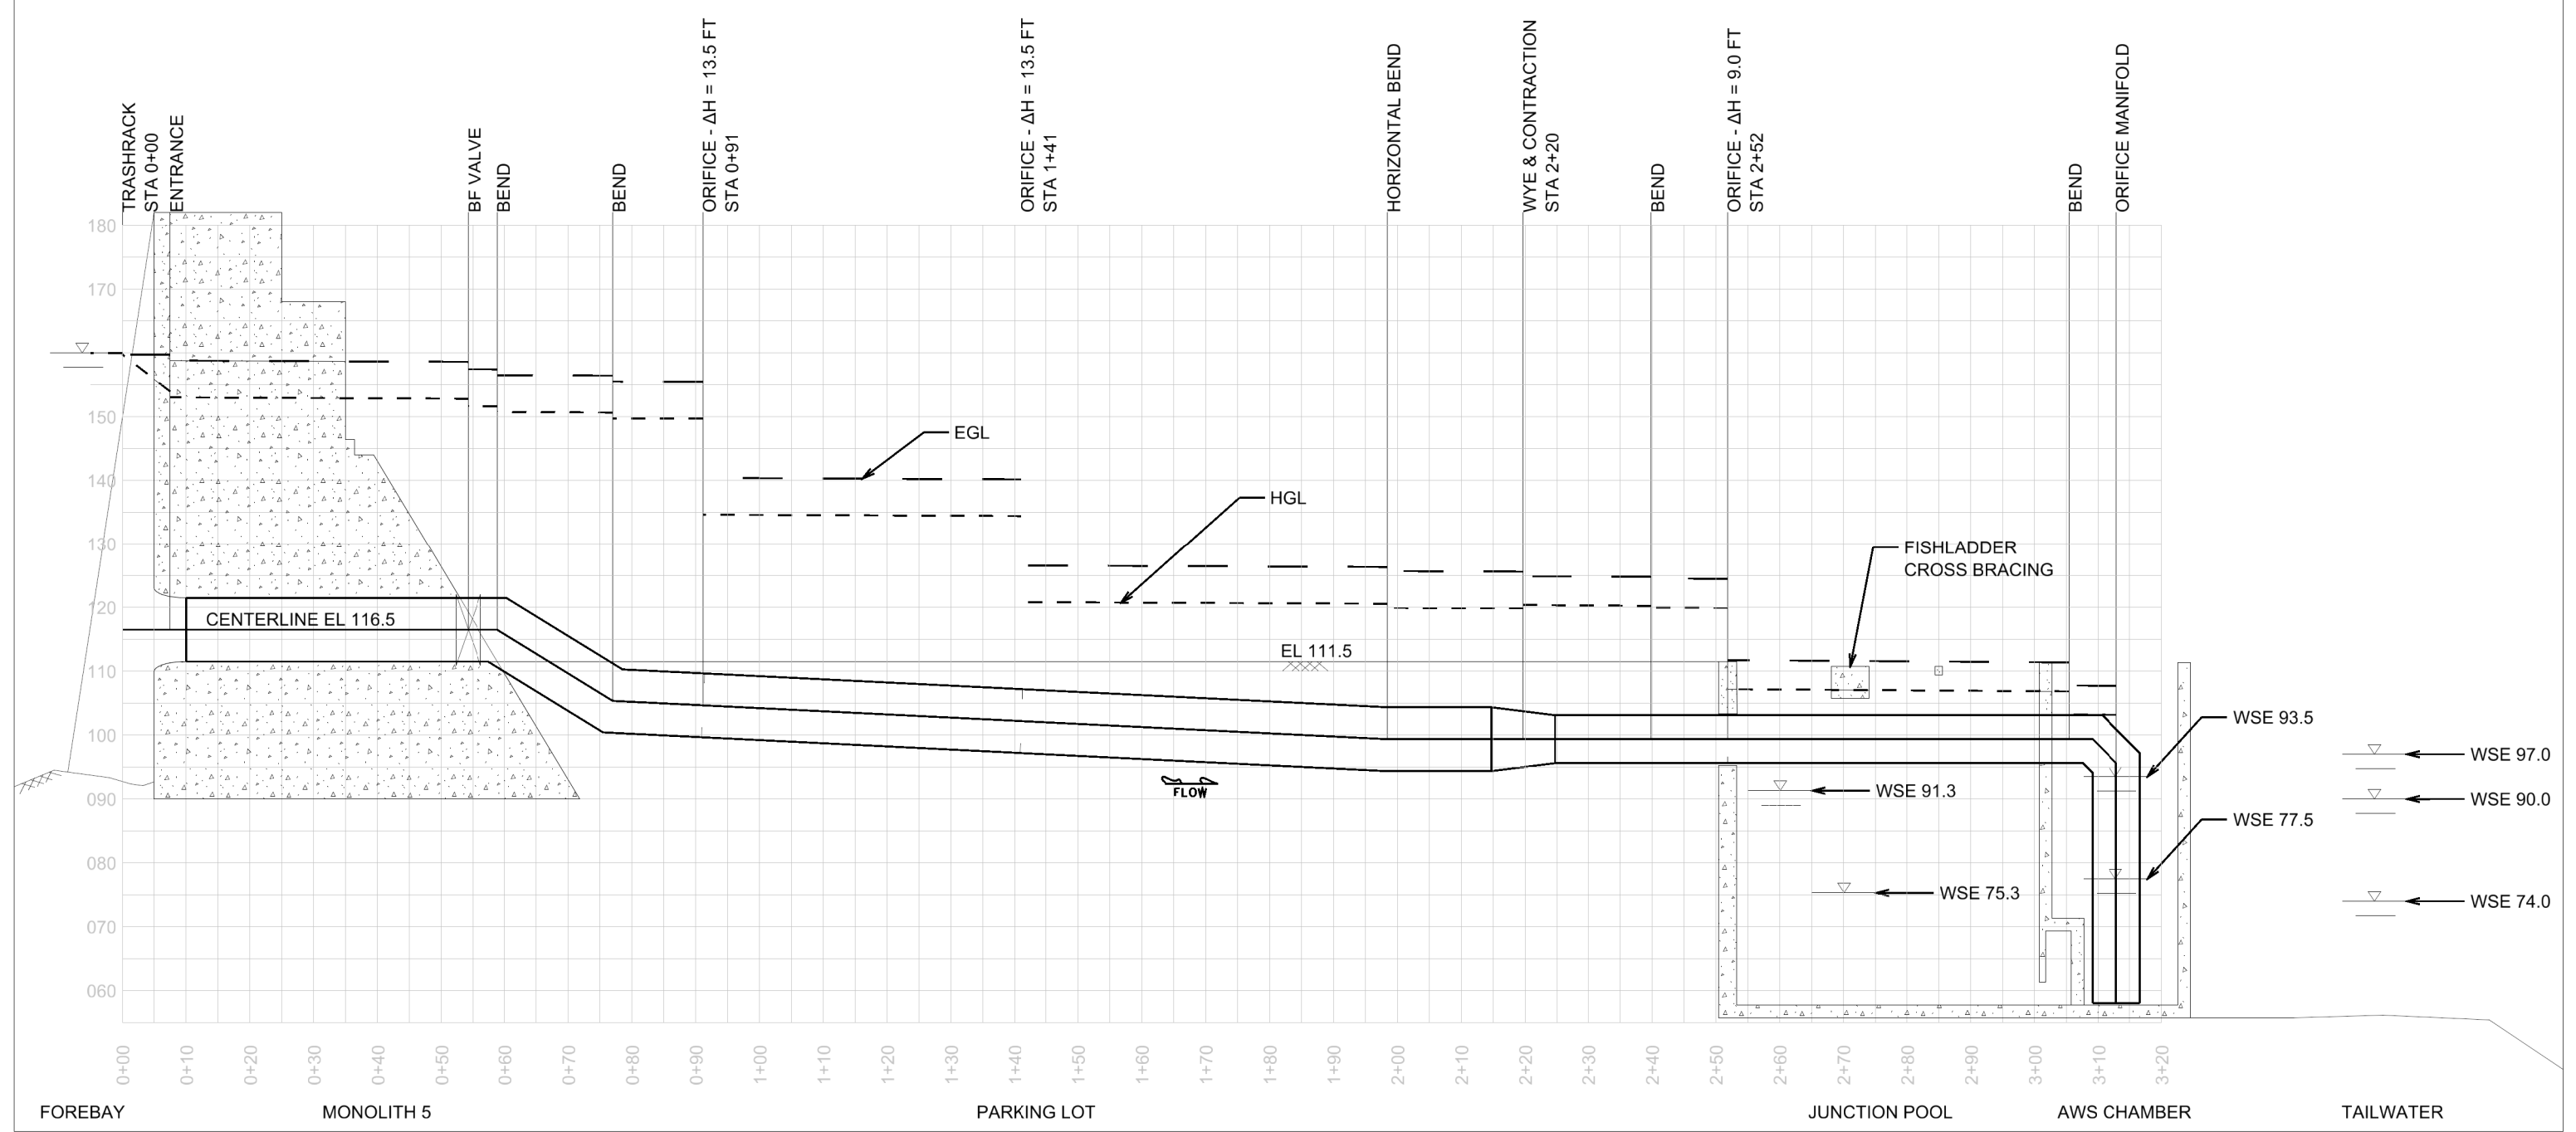 TRASHRACK
STA 0+00
ENTRANCE
BF VALVE
BEND
BEND
ORIFICE - ΔH = 13.5 FT
STA 0+91
ORIFICE - ΔH = 13.5 FT
STA 1+41
HORIZONTAL BEND
WYE & CONTRACTION
STA 2+20
BEND
ORIFICE - ΔH = 9.0 FT
STA 2+52
BEND
ORIFICE MANIFOLD
180
170
160
150
140
130
120
110
100
090
080
070
060
EGL
HGL
FISHLADDER
CROSS BRACING
CENTERLINE EL 116.5
EL 111.5
FLOW
WSE 93.5
WSE 97.0
WSE 91.3
WSE 90.0
WSE 77.5
WSE 75.3
WSE 74.0
0+00
0+10
0+20
0+30
0+40
0+50
0+60
0+70
0+80
0+90
1+00
1+10
1+20
1+30
1+40
1+50
1+60
1+70
1+80
1+90
2+00
2+10
2+20
2+30
2+40
2+50
2+60
2+70
2+80
2+90
3+00
3+10
3+20
FOREBAY
MONOLITH 5
PARKING LOT
JUNCTION POOL
AWS CHAMBER
TAILWATER